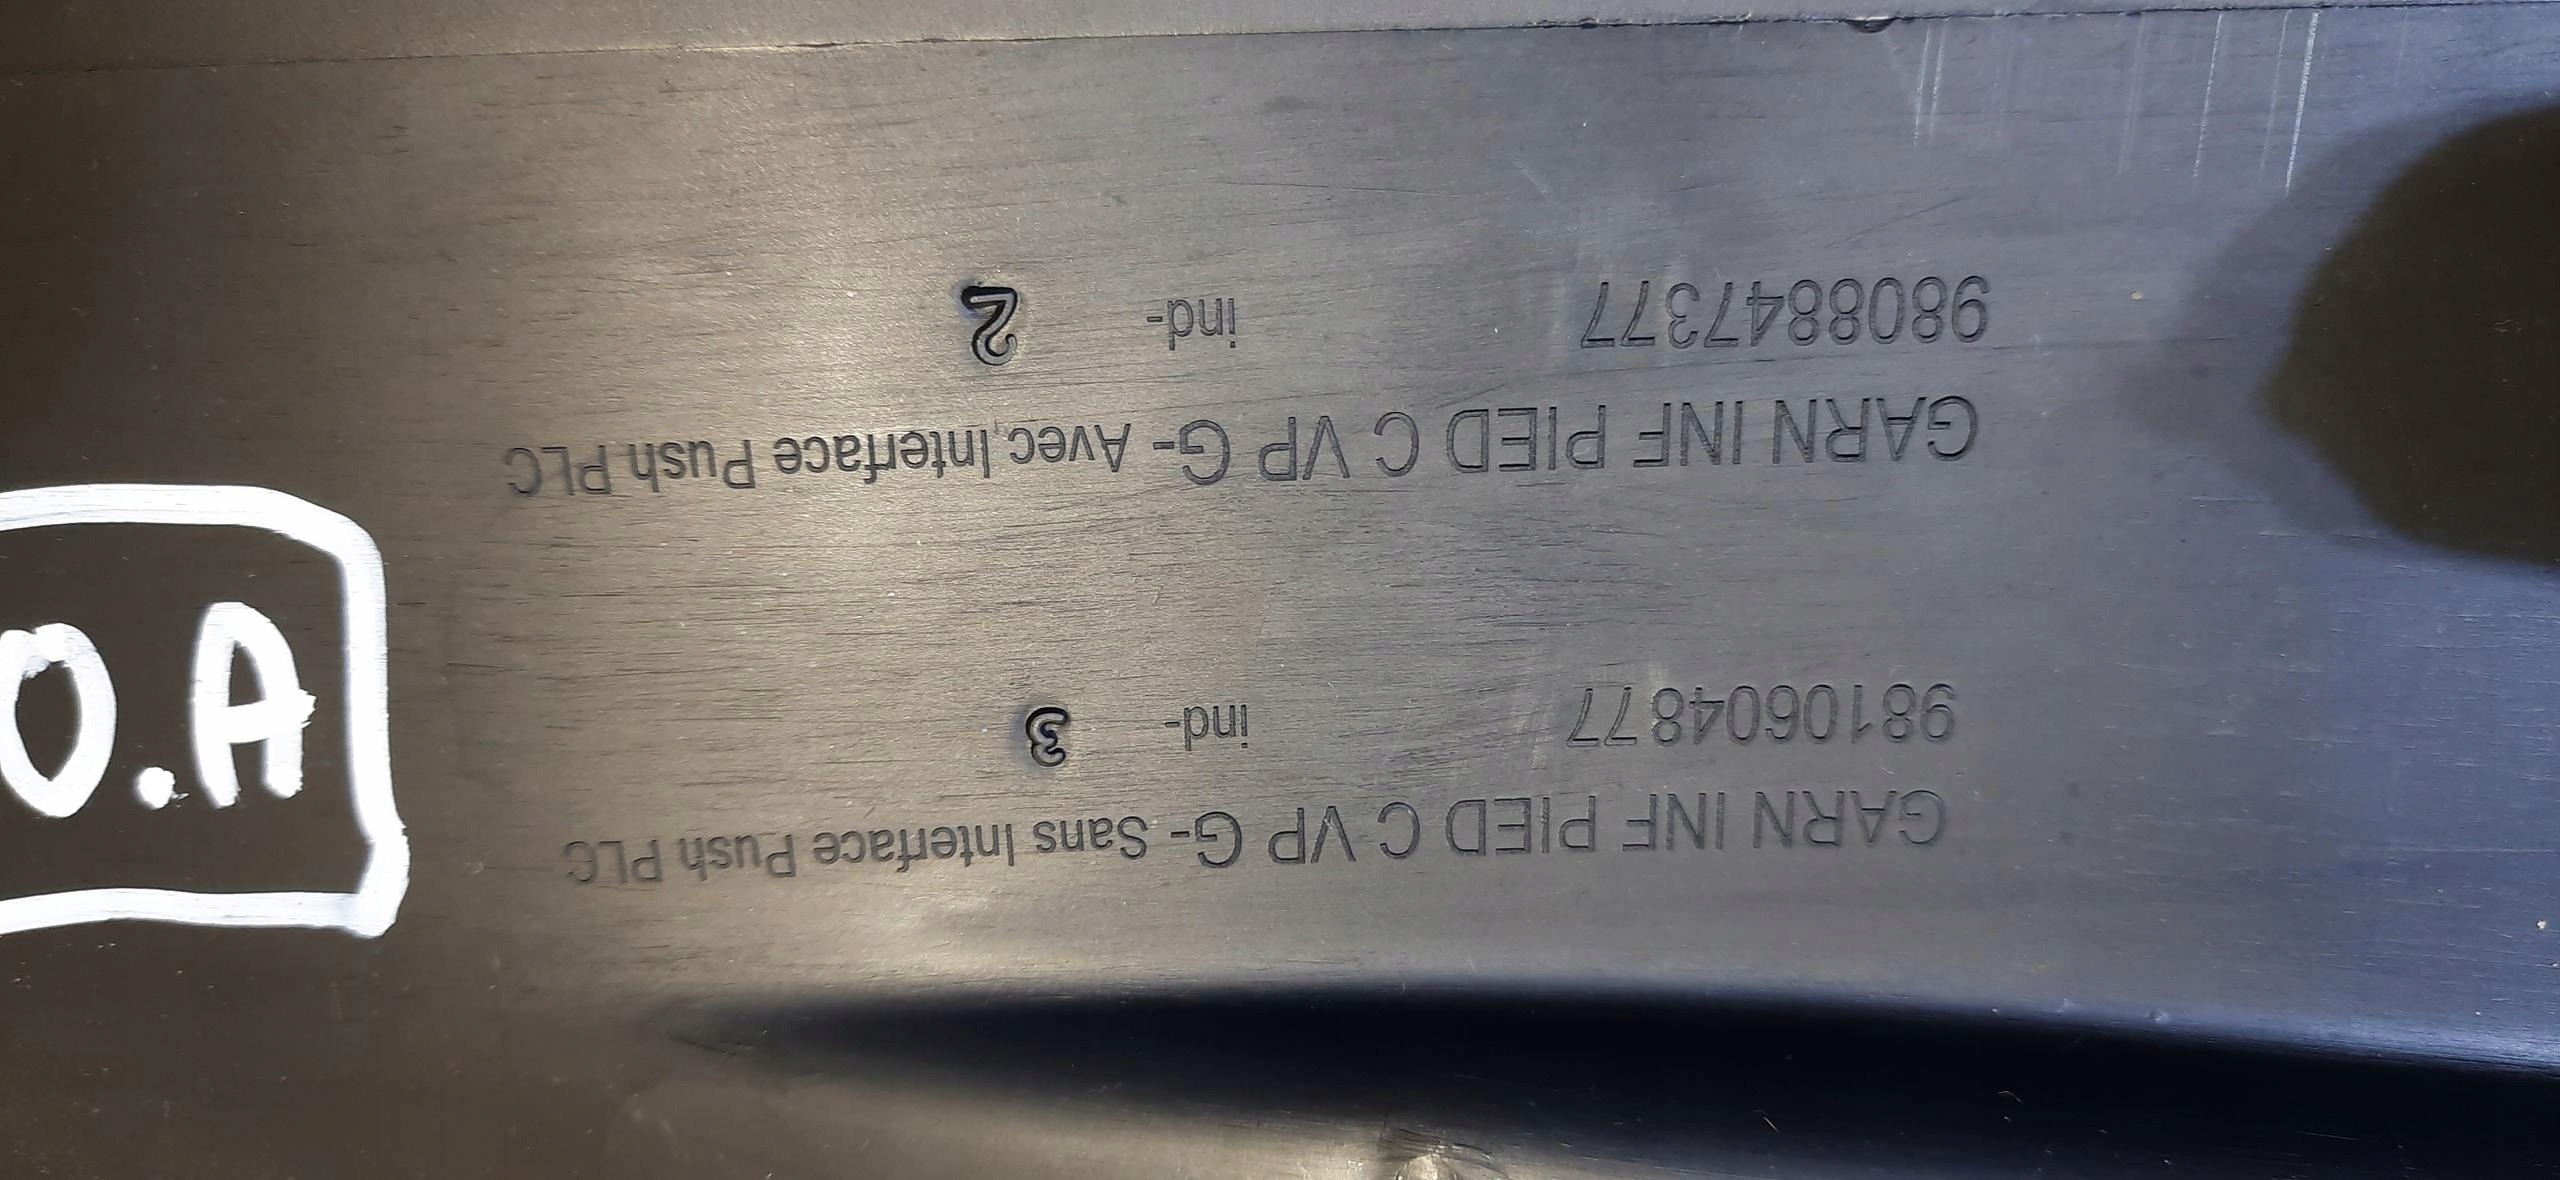 GARN INF PIED C VP G- Sans Interface Push PLC
9810604877 ind- 3
GARN INF PIED C VP G- Avec Interface Push PLC
9808847377 ind- 2
O.A